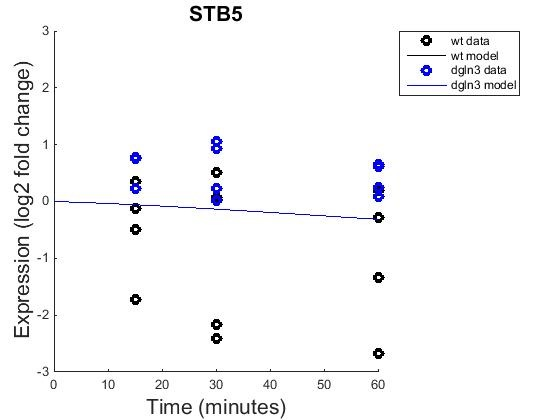 STB5
3
2
1
0
-1
-2
-3
Expression (log2 fold change)
0
10
20
30
40
50
60
Time (minutes)
wt data
wt model
dgln3 data
dgln3 model